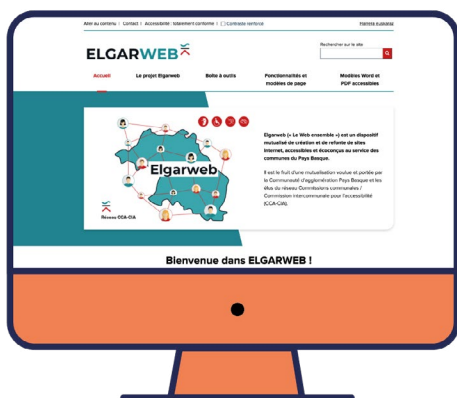 Aller au contenu | Contact | Accessibilité : totalement conforme | Contraste renforcé
Hemen euskaraz
ELGARWEB
Rechercher sur le site
Accueil
Le projet Elgarweb
Boîte à outils
Fonctionnalités et
modèles de page
Modèles Word et
PDF accessibles
Elgarweb
Réseau CCA-CIA
Elgarweb (« Le Web ensemble ») est un dispositif
mutualisé de création et de refonte de sites
internet, accessibles et écoconçus au service des
communes du Pays Basque.
Il est le fruit d'une mutualisation voulue et portée par
la Communauté d'agglomération Pays Basque et les
élus du réseau Commissions communales /
Commission intercommunale pour l'accessibilité
(CCA-CIA).
Bienvenue dans ELGARWEB !